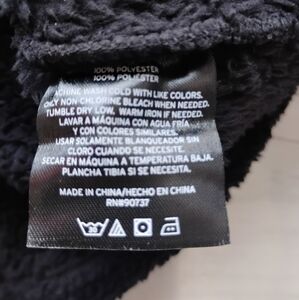 100% POLYESTER
100% POLIÉSTER
MACHINE WASH COLD WITH LIKE COLORS.
ONLY NON-CHLORINE BLEACH WHEN NEEDED.
TUMBLE DRY LOW. WARM IRON IF NEEDED.
LAVAR A MÁQUINA CON AGUA FRÍA
Y CON COLORES SIMILARES.
USAR SOLAMENTE BLANQUEADOR SIN
CLORO CUANDO SE NECESITE.
SECAR EN MÁQUINA A TEMPERATURA BAJA.
PLANCHA TIBIA SI SE NECESITA.
MADE IN CHINA/HECHO EN CHINA
RN#90737
30